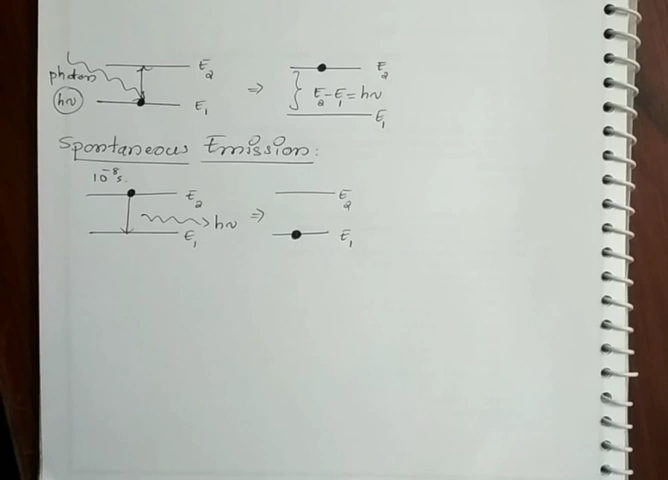 E₂ E₂
photon
hν E₁ ⇒ E₂-E₁=hν
E₁
Spontaneous Emission:
10⁻⁸s.
E₂ E₂
hν ⇒
E₁ E₁